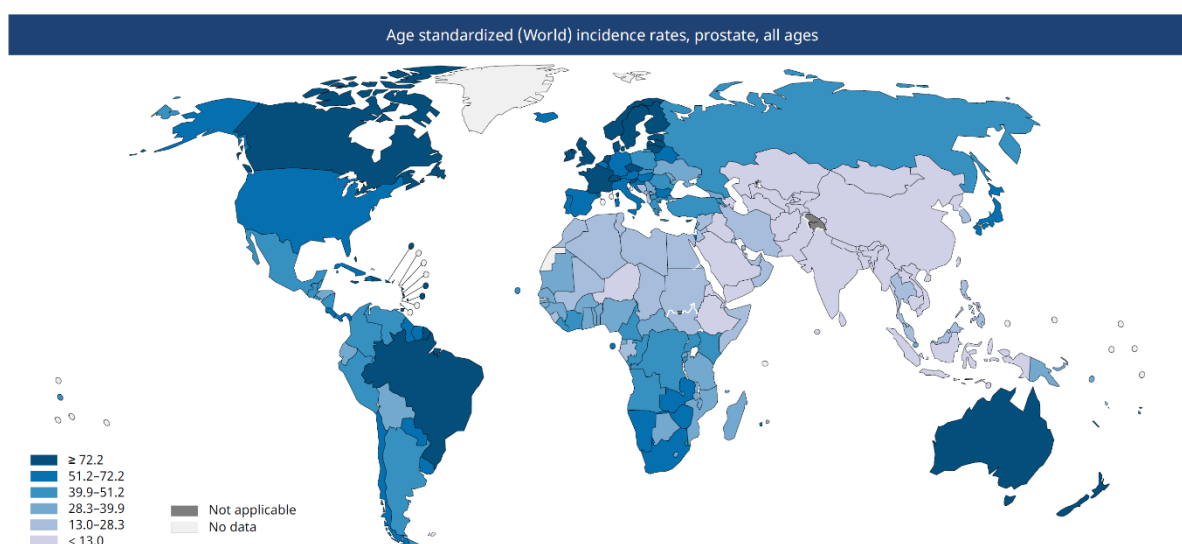 Age standardized (World) incidence rates, prostate, all ages
≥ 72.2
51.2–72.2
39.9–51.2
28.3–39.9
13.0–28.3
< 13.0
Not applicable
No data